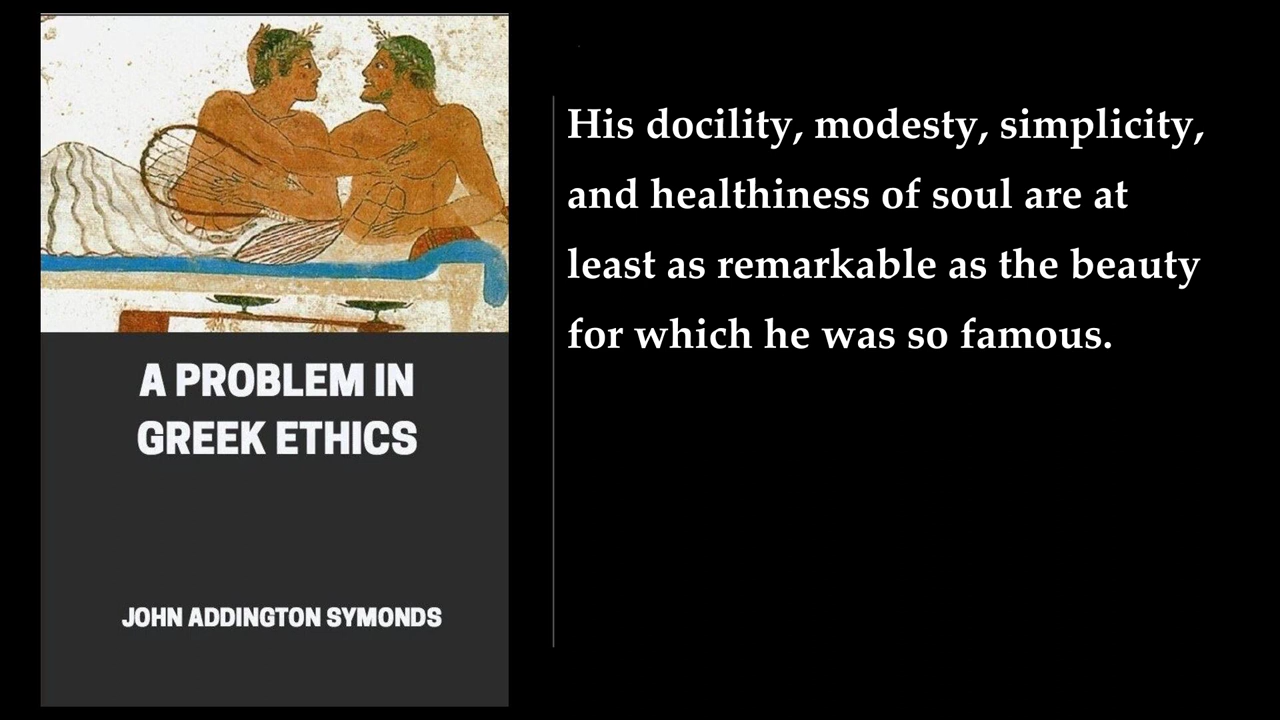 A PROBLEM IN
GREEK ETHICS
JOHN ADDINGTON SYMONDS
His docility, modesty, simplicity,
and healthiness of soul are at
least as remarkable as the beauty
for which he was so famous.